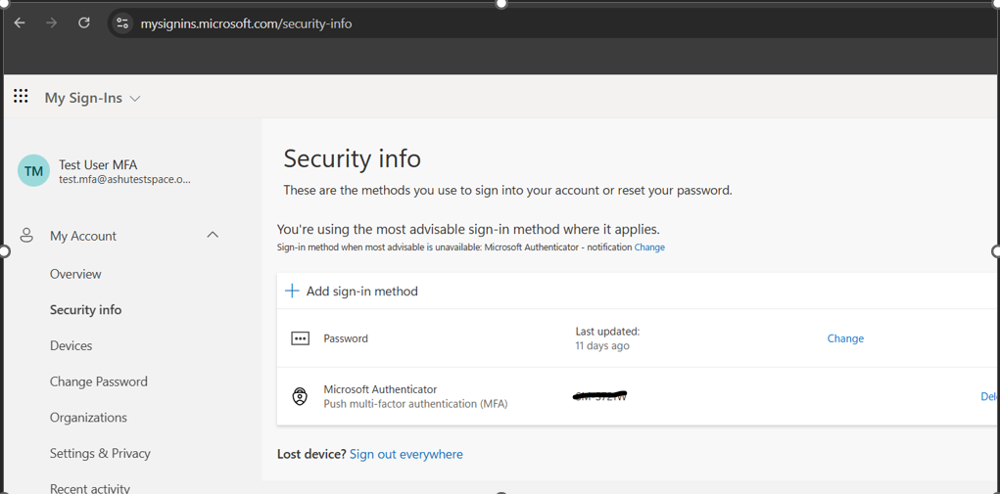 mysignins.microsoft.com/security-info
My Sign-Ins
TM
Test User MFA
test.mfa@ashutestspace.o...
My Account
Overview
Security info
Devices
Change Password
Organizations
Settings & Privacy
Recent activity
Security info
These are the methods you use to sign into your account or reset your password.
You're using the most advisable sign-in method where it applies.
Sign-in method when most advisable is unavailable: Microsoft Authenticator - notification Change
Add sign-in method
Password
Last updated:
11 days ago
Change
Microsoft Authenticator
Push multi-factor authentication (MFA)
Lost device? Sign out everywhere